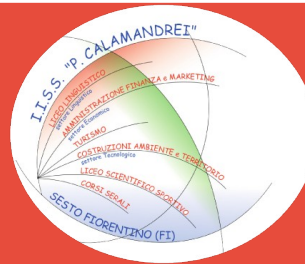 I.I.S.S. "P. CALAMANDREI"
LICEO LINGUISTICO
settore Linguistico
AMMINISTRAZIONE FINANZA e MARKETING
settore Economico
TURISMO
COSTRUZIONI AMBIENTE e TERRITORIO
settore Tecnologico
LICEO SCIENTIFICO SPORTIVO
CORSI SERALI
SESTO FIORENTINO (FI)